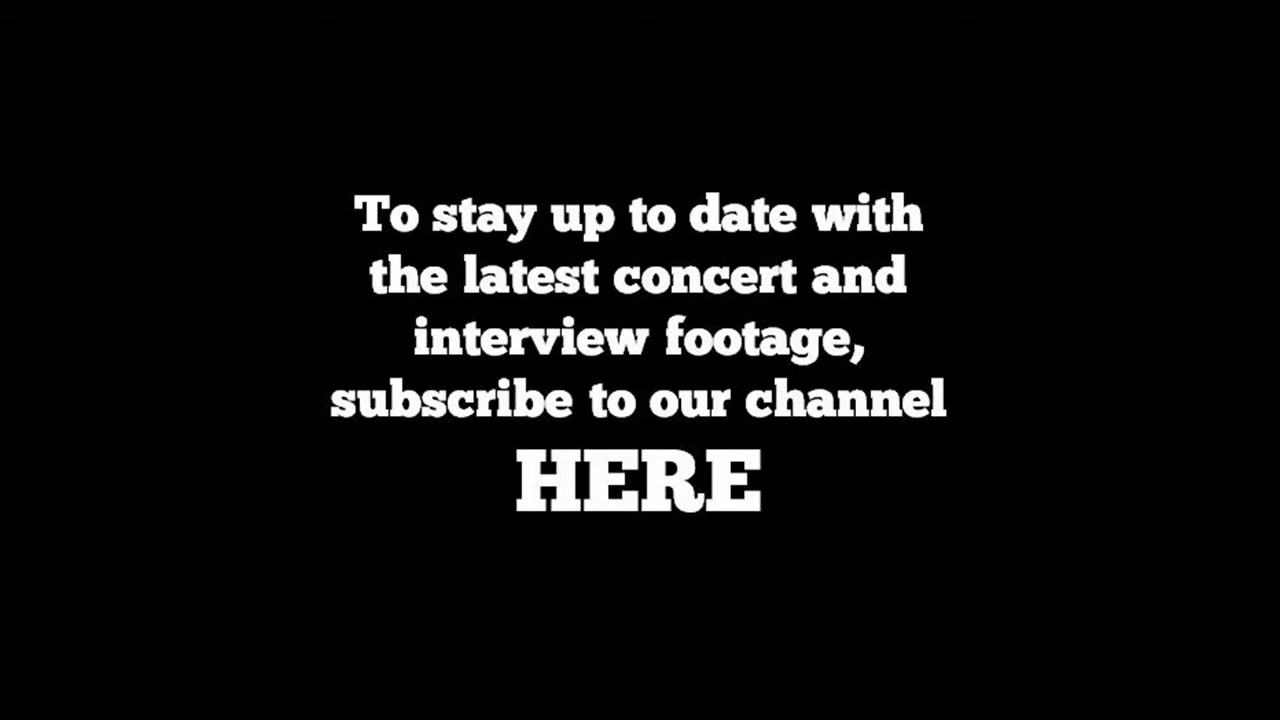 To stay up to date with
the latest concert and
interview footage,
subscribe to our channel
HERE